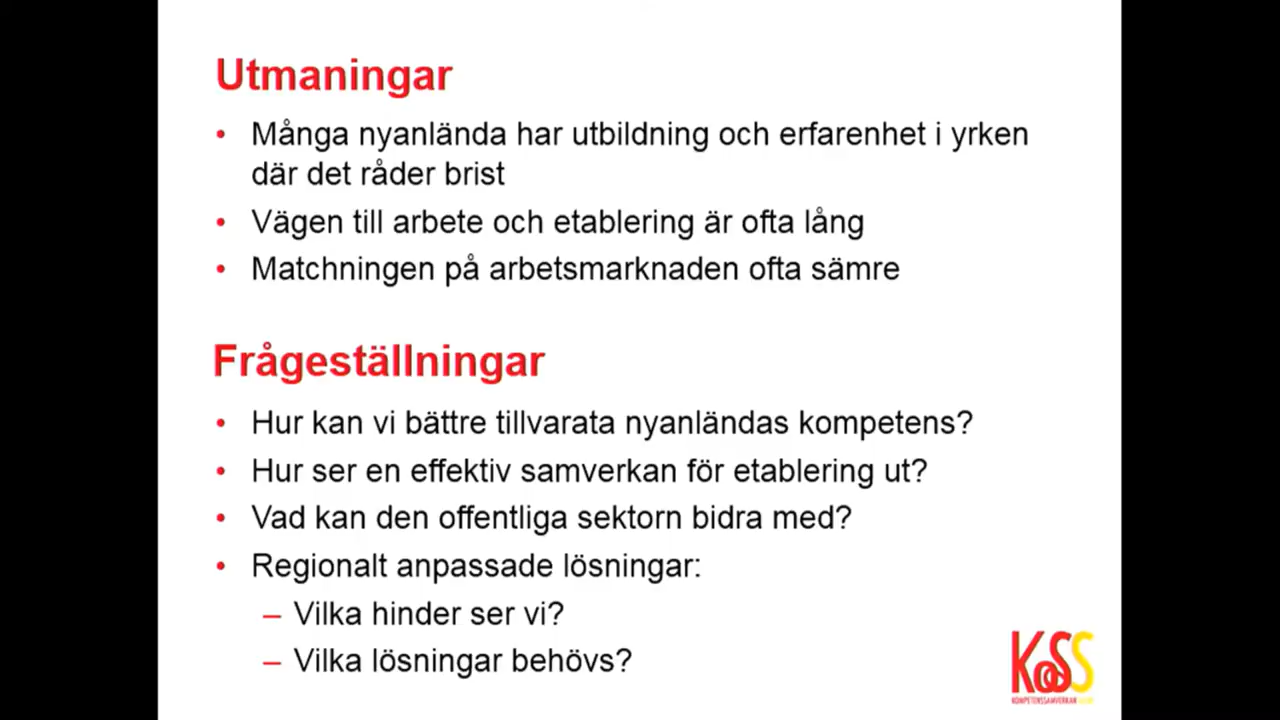 Utmaningar
• Många nyanlända har utbildning och erfarenhet i yrken
där det råder brist
• Vägen till arbete och etablering är ofta lång
• Matchningen på arbetsmarknaden ofta sämre
Frågeställningar
• Hur kan vi bättre tillvarata nyanländas kompetens?
• Hur ser en effektiv samverkan för etablering ut?
• Vad kan den offentliga sektorn bidra med?
• Regionalt anpassade lösningar:
– Vilka hinder ser vi?
– Vilka lösningar behövs?
KoSS
KOMPETENSSAMVERKAN